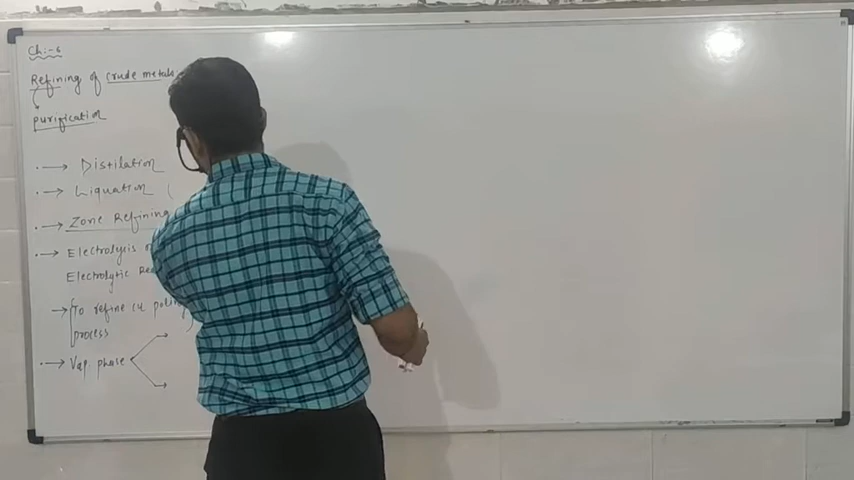 Ch:-6
Refining of crude metals
purification
→ Distilation
→ Liquation (
→ Zone Refining
→ Electrolysis
Electrolytic
→ To refine Cu poling
process
→ Vap phase